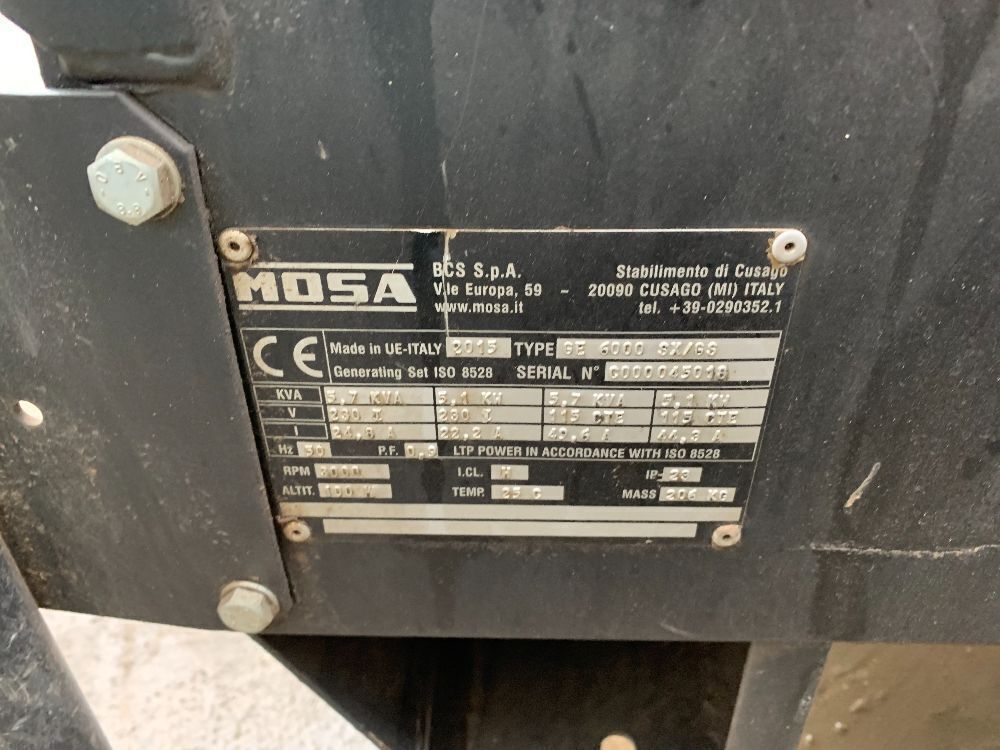 MOSA
BCS S.p.A.
V.le Europa, 59 - 20090 CUSAGO (MI) ITALY
www.mosa.it
Stabilimento di Cusago
tel. +39-0290352.1
CE Made in UE-ITALY 2015 TYPE GE 6000 SX/GS
Generating Set ISO 8528 SERIAL N° C000045018
KVA 5,7 KVA 5,1 KW 5,7 KVA 5,1 KW
V 230 230 115 CTE 115 CTE
I 24,8 A 22,2 A 49,6 A 44,3 A
Hz 50 P.F. 0,9 LTP POWER IN ACCORDANCE WITH ISO 8528
RPM 3000 I.CL. H IP 23
ALTIT. 100 TEMP. 25 C MASS 206 KG
8.8